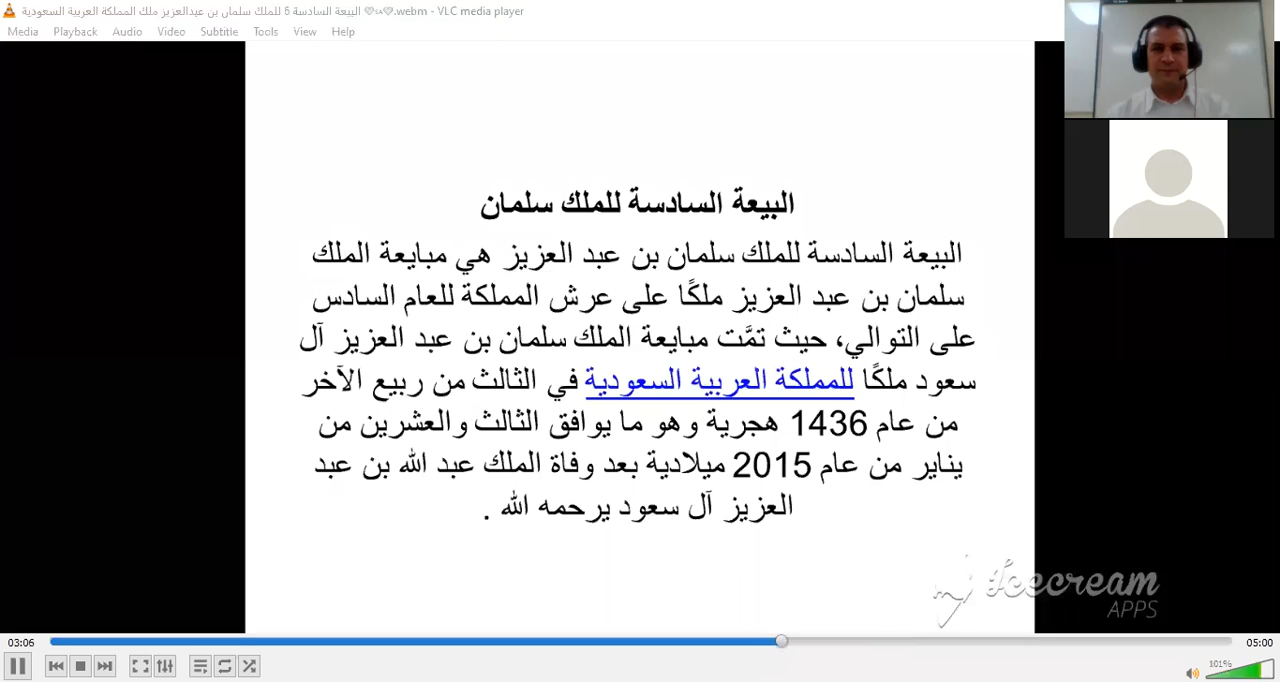 البيعة السادسة 6 للملك سلمان بن عبدالعزيز ملك المملكة العربية السعودية 🤍🇸🇦🤍.webm - VLC media player
Media Playback Audio Video Subtitle Tools View Help
البيعة السادسة للملك سلمان
البيعة السادسة للملك سلمان بن عبد العزيز هي مبايعة الملك
سلمان بن عبد العزيز ملكًا على عرش المملكة للعام السادس
على التوالي، حيث تمَّت مبايعة الملك سلمان بن عبد العزيز آل
سعود ملكًا للمملكة العربية السعودية في الثالث من ربيع الآخر
من عام 1436 هجرية وهو ما يوافق الثالث والعشرين من
يناير من عام 2015 ميلادية بعد وفاة الملك عبد الله بن عبد
العزيز آل سعود يرحمه الله .
Icecream
APPS
03:06 05:00
101%